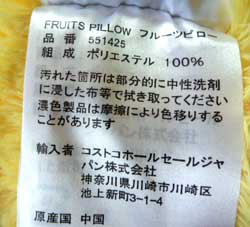 FRUITS PILLOW フルーツピロー
品 番 551425
組 成 ポリエステル 100%
汚れた箇所は部分的に中性洗剤
に浸した布等で拭き取ってください
濃色製品は摩擦により色移りする
ことがあります
輸入者 コストコホールセールジャ
パン株式会社
神奈川県川崎市川崎区
池上新町3-1-4
原産国 中国